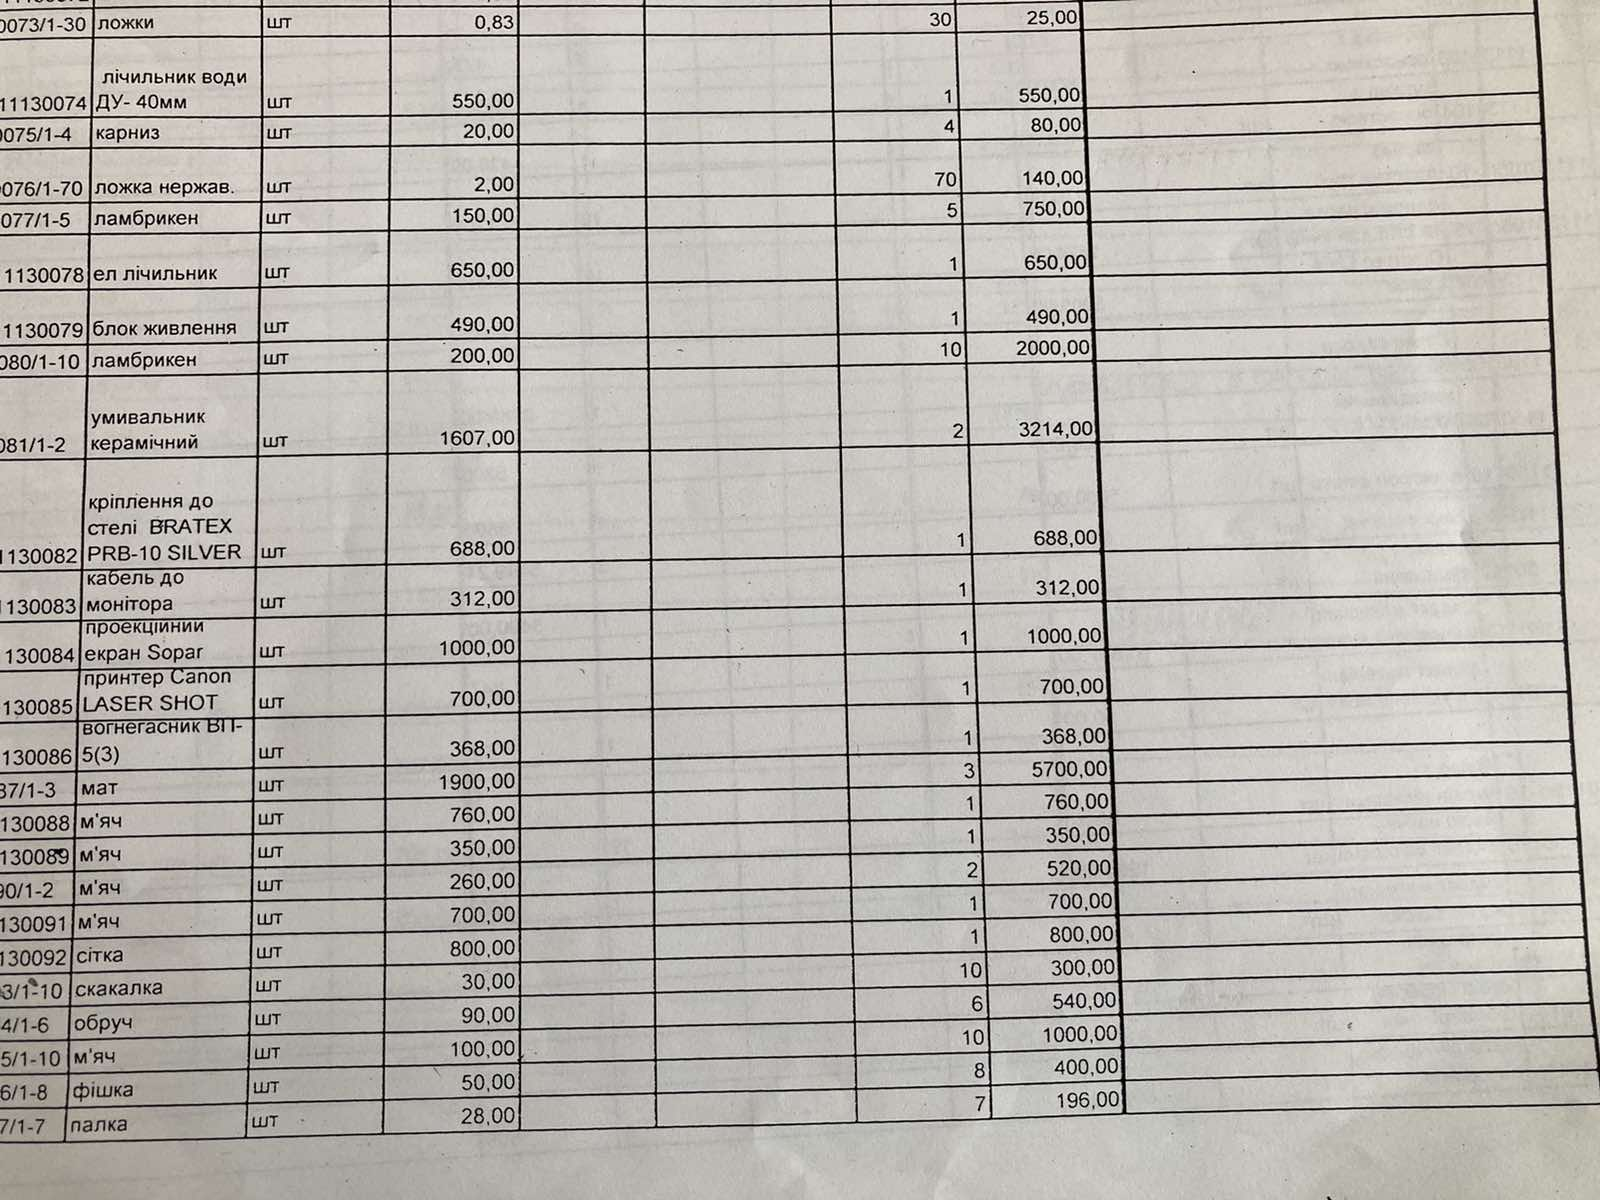 0073/1-30 ложки шт 0,83 30 25,00
лічильник води
11130074 ДУ- 40мм шт 550,00 1 550,00
0075/1-4 карниз шт 20,00 4 80,00
076/1-70 ложка нержав. шт 2,00 70 140,00
077/1-5 ламбрикен шт 150,00 5 750,00
1130078 ел лічильник шт 650,00 1 650,00
1130079 блок живлення шт 490,00 1 490,00
080/1-10 ламбрикен шт 200,00 10 2000,00
умивальник
081/1-2 керамічний шт 1607,00 2 3214,00
кріплення до
стелі BRATEX
1130082 PRB-10 SILVER шт 688,00 1 688,00
кабель до
1130083 монітора шт 312,00 1 312,00
проекційний
130084 екран Sopar шт 1000,00 1 1000,00
принтер Canon
130085 LASER SHOT шт 700,00 1 700,00
вогнегасник ВП-
130086 5(3) шт 368,00 1 368,00
87/1-3 мат шт 1900,00 3 5700,00
130088 м'яч шт 760,00 1 760,00
130089 м'яч шт 350,00 1 350,00
90/1-2 м'яч шт 260,00 2 520,00
130091 м'яч шт 700,00 1 700,00
130092 сітка шт 800,00 1 800,00
3/1-10 скакалка шт 30,00 10 300,00
4/1-6 обруч шт 90,00 6 540,00
5/1-10 м'яч шт 100,00 10 1000,00
6/1-8 фішка шт 50,00 8 400,00
7/1-7 палка шт 28,00 7 196,00